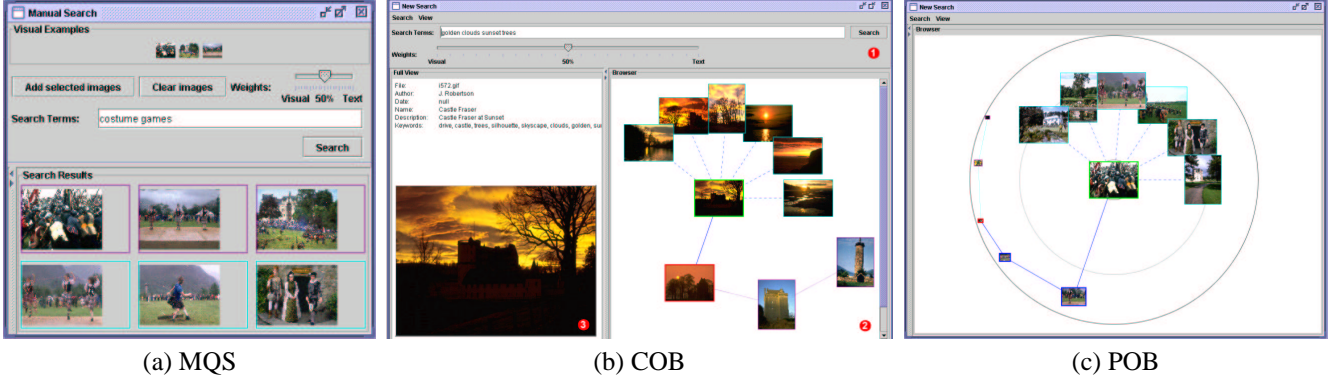 Manual Search
Visual Examples
Add selected images
Clear images
Weights:
Visual 50% Text
Search Terms:
costume games
Search
Search Results
(a) MQS
New Search
Search View
Search Terms:
golden clouds sunset trees
Search
Weights:
Visual 50% Text
1
Full View
File: t572.gif
Author: J. Robertson
Date: null
Name: Castle Fraser
Description: Castle Fraser at Sunset
Keywords: drive, castle, trees, silhouette, skyscape, clouds, golden, sun
3
Browser
2
(b) COB
New Search
Search View
Browser
(c) POB